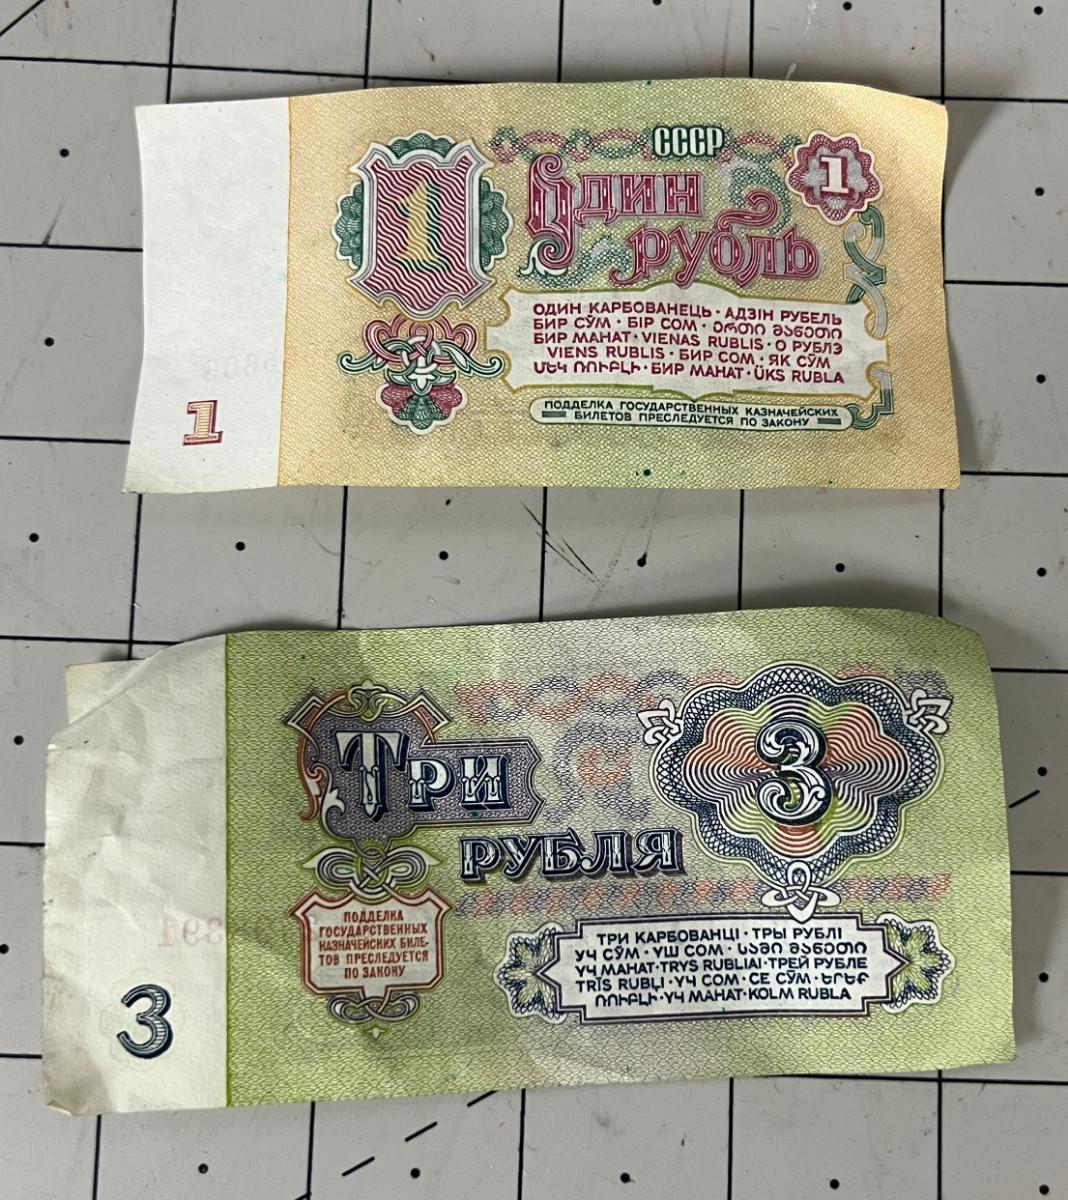 СССР
1
Один
1
рубль
ОДИН КАРБОВАНЕЦЬ · АДЗІН РУБЕЛЬ
БИР СЎМ · БІР СОМ · ᲔᲠᲗᲘ ᲛᲐᲜᲔᲗᲘ
БИР МАНАТ · VIENAS RUBLIS · О РУБЛЭ
VIENS RUBLIS · БИР СОМ · ЯК СЎМ
ՄԵԿ ՌՈՒԲԼԻ · БИР МАНАТ · ÜKS RUBLA
ПОДДЕЛКА ГОСУДАРСТВЕННЫХ КАЗНАЧЕЙСКИХ
БИЛЕТОВ ПРЕСЛЕДУЕТСЯ ПО ЗАКОНУ
1
Три
3
РУБЛЯ
ПОДДЕЛКА
ГОСУДАРСТВЕННЫХ
КАЗНАЧЕЙСКИХ БИЛЕ-
ТОВ ПРЕСЛЕДУЕТСЯ
ПО ЗАКОНУ
ТРИ КАРБОВАНЦІ · ТРЫ РУБЛІ
УЧ СЎМ · ҮШ СОМ · ᲡᲐᲛᲘ ᲛᲐᲜᲔᲗᲘ
ҮЧ МАНАТ · TRYS RUBLIAI · ТРЕЙ РУБЛЕ
TRĪS RUBĻI · ҮЧ СОМ · СЕ СЎМ · ԵՐԵՔ
ՌՈՒԲԼԻ · ҮЧ МАНАТ · KOLM RUBLA
3